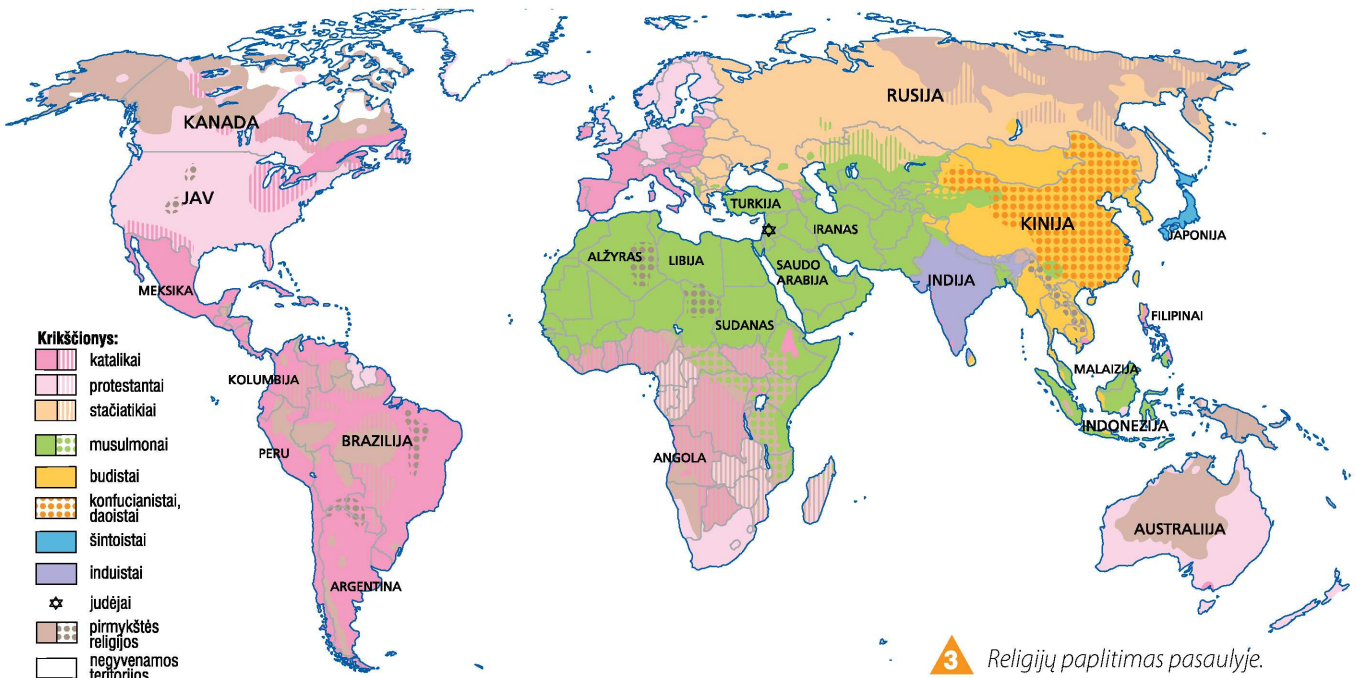 KANADA
JAV
MEKSIKA
KOLUMBIJA
PERU
BRAZILIJA
ARGENTINA
RUSIJA
TURKIJA
IRANAS
ALŽYRAS
LIBIJA
SAUDO
ARABIJA
SUDANAS
ANGOLA
KINIJA
INDIJA
JAPONIJA
FILIPINAI
MALAIZIJA
INDONEZIJA
AUSTRALIIJA
Krikščionys:
katalikai
protestantai
stačiatikiai
musulmonai
budistai
konfucianistai,
daoistai
šintoistai
induistai
judėjai
pirmykštės
religijos
negyvenamos
teritorijos
3 Religijų paplitimas pasaulyje.